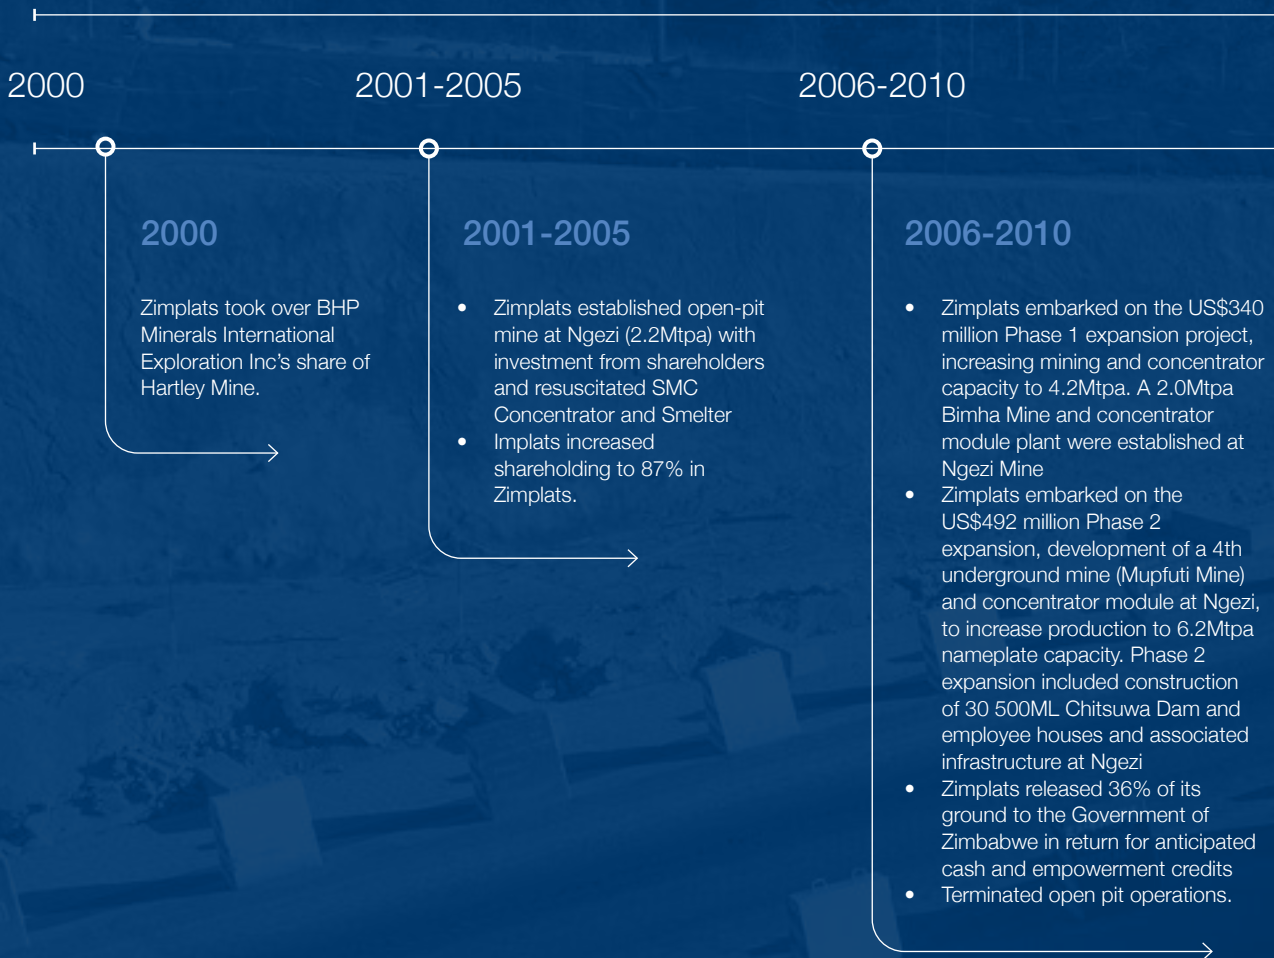 2000
2001-2005
2006-2010
2000
Zimplats took over BHP
Minerals International
Exploration Inc's share of
Hartley Mine.
2001-2005
• Zimplats established open-pit
mine at Ngezi (2.2Mtpa) with
investment from shareholders
and resuscitated SMC
Concentrator and Smelter
• Implats increased
shareholding to 87% in
Zimplats.
2006-2010
• Zimplats embarked on the US$340
million Phase 1 expansion project,
increasing mining and concentrator
capacity to 4.2Mtpa. A 2.0Mtpa
Bimha Mine and concentrator
module plant were established at
Ngezi Mine
• Zimplats embarked on the
US$492 million Phase 2
expansion, development of a 4th
underground mine (Mupfuti Mine)
and concentrator module at Ngezi,
to increase production to 6.2Mtpa
nameplate capacity. Phase 2
expansion included construction
of 30 500ML Chitsuwa Dam and
employee houses and associated
infrastructure at Ngezi
• Zimplats released 36% of its
ground to the Government of
Zimbabwe in return for anticipated
cash and empowerment credits
• Terminated open pit operations.